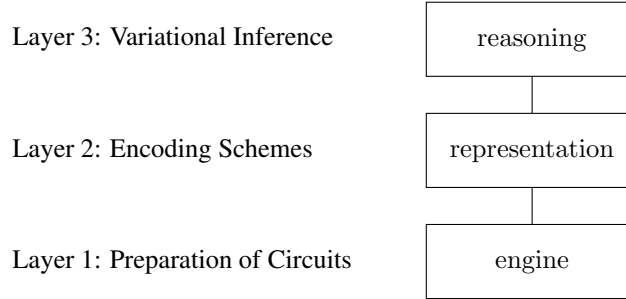 Layer 3: Variational Inference reasoning
Layer 2: Encoding Schemes representation
Layer 1: Preparation of Circuits engine